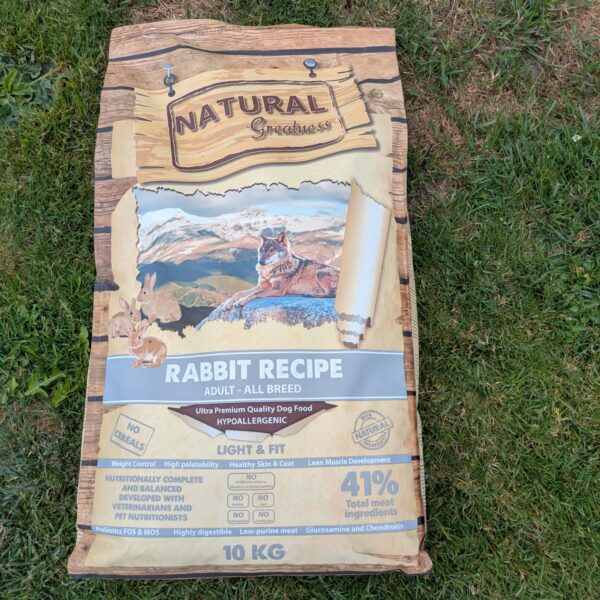 NATURAL
Greatness
RABBIT RECIPE
ADULT - ALL BREED
Ultra Premium Quality Dog Food
HYPOALLERGENIC
NO
CEREALS
NATURAL
LIGHT & FIT
Weight Control High palatability Healthy Skin & Coat Lean Muscle Development
NUTRITIONALLY COMPLETE
AND BALANCED
DEVELOPED WITH
VETERINARIANS AND
PET NUTRITIONISTS
NO
NO NO
NO NO
41%
Total meat
ingredients
Prebiotics FOS & MOS Highly digestible Low-purine meat Glucosamine and Chondroitin
10 KG